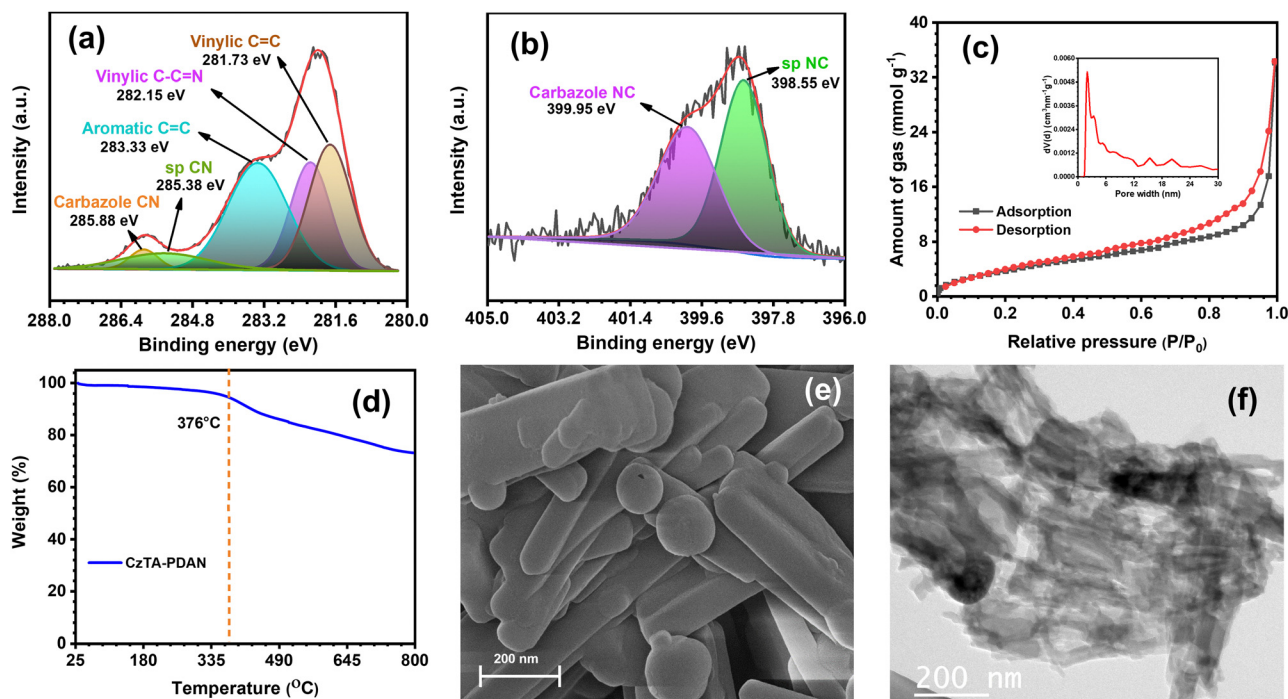 (a)
Vinylic C=C
281.73 eV
Vinylic C-C=N
282.15 eV
Aromatic C=C
283.33 eV
sp CN
285.38 eV
Carbazole CN
285.88 eV
Intensity (a.u.)
288.0 286.4 284.8 283.2 281.6 280.0
Binding energy (eV)
(b)
sp NC
398.55 eV
Carbazole NC
399.95 eV
Intensity (a.u.)
405.0 403.2 401.4 399.6 397.8 396.0
Binding energy (eV)
(c)
Amount of gas (mmol g⁻¹)
40
32
24
16
8
0
dV(d) (cm³nm⁻¹g⁻¹)
0.0060
0.0048
0.0036
0.0024
0.0012
0.0000
0 6 12 18 24 30
Pore width (nm)
Adsorption
Desorption
0.0 0.2 0.4 0.6 0.8 1.0
Relative pressure (P/P₀)
(d)
Weight (%)
100
80
60
40
20
0
376°C
CzTA-PDAN
25 180 335 490 645 800
Temperature (°C)
(e)
200 nm
(f)
200 nm